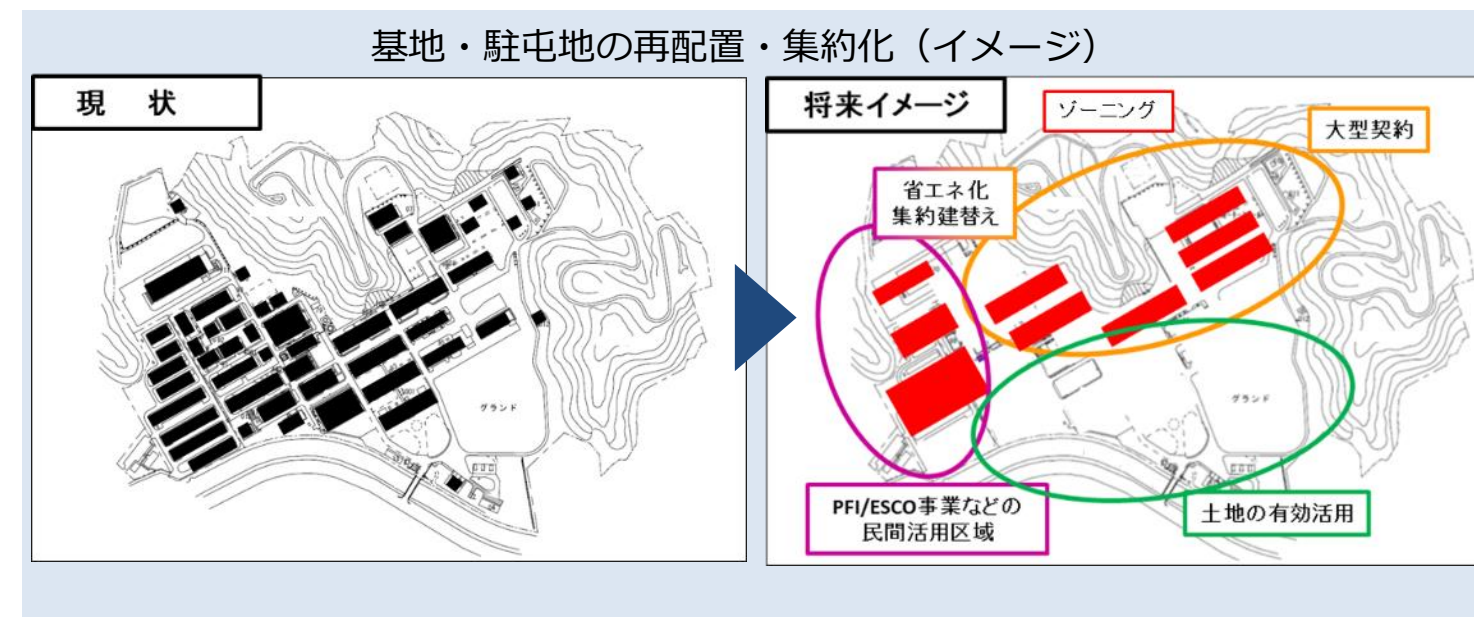 基地・駐屯地の再配置・集約化（イメージ）
現　状
グランド
将来イメージ
ゾーニング
大型契約
省エネ化
集約建替え
グランド
PFI/ESCO事業などの
民間活用区域
土地の有効活用